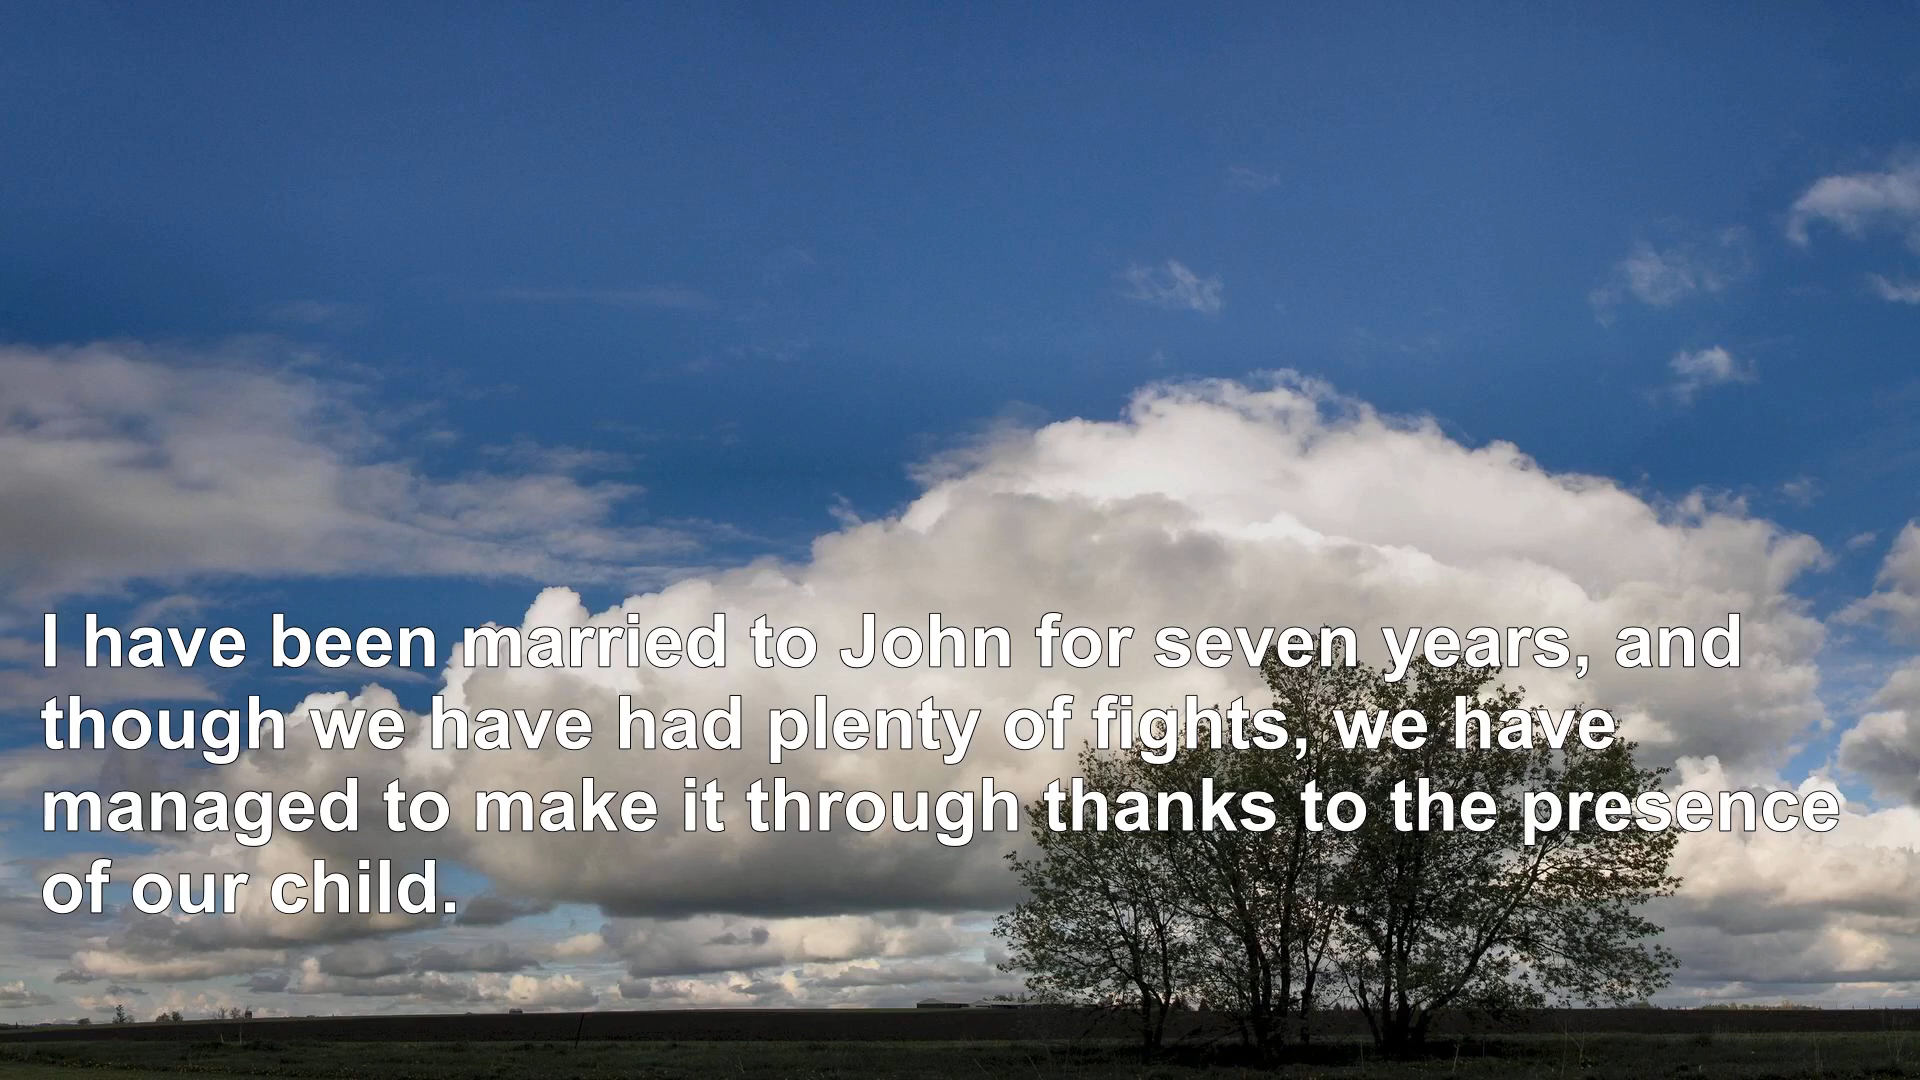 I have been married to John for seven years, and
though we have had plenty of fights, we have
managed to make it through thanks to the presence
of our child.